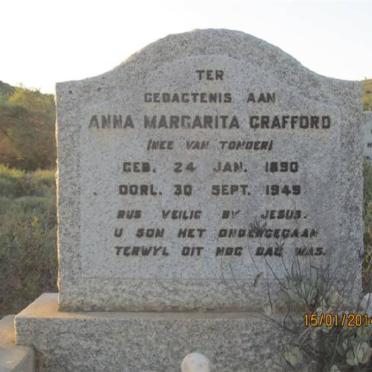 TER
GEDAGTENIS AAN
ANNA MARGARITA GRAFFORD
(NEE VAN TONDER)
GEB. 24 JAN. 1890
OORL. 30 SEPT. 1949
RUS VEILIG BY JESUS.
U SON HET ONDERGEGAAN
TERWYL DIT NOG DAG WAS.
15/01/201